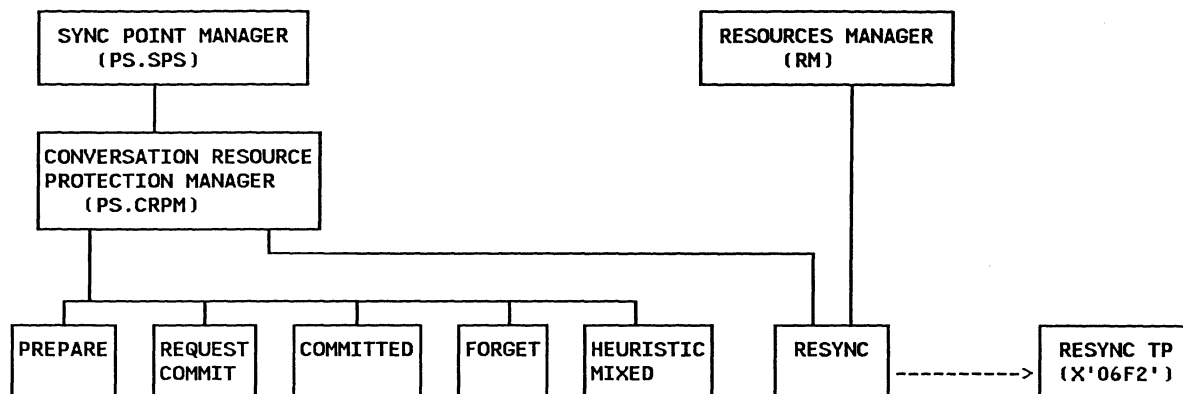 SYNC POINT MANAGER
(PS.SPS)
RESOURCES MANAGER
(RM)
CONVERSATION RESOURCE
PROTECTION MANAGER
(PS.CRPM)
PREPARE
REQUEST
COMMIT
COMMITTED
FORGET
HEURISTIC
MIXED
RESYNC
RESYNC TP
(X'06F2')